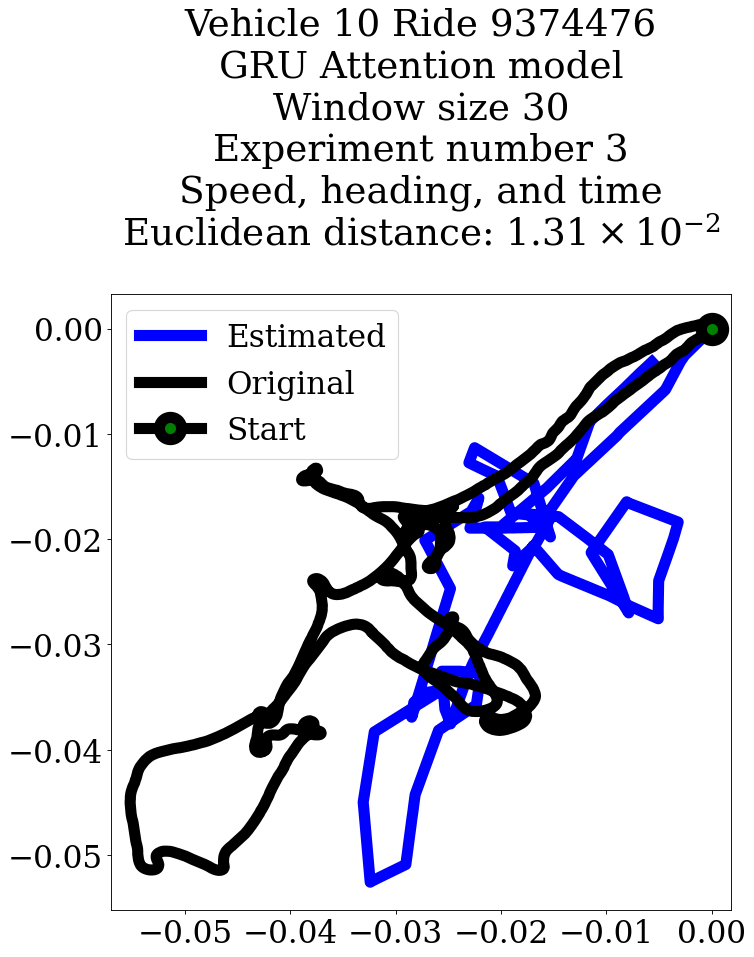 Vehicle 10 Ride 9374476
GRU Attention model
Window size 30
Experiment number 3
Speed, heading, and time
Euclidean distance: 1.31 × 10⁻²
Estimated
Original
Start
0.00
−0.01
−0.02
−0.03
−0.04
−0.05
−0.05 −0.04 −0.03 −0.02 −0.01 0.00